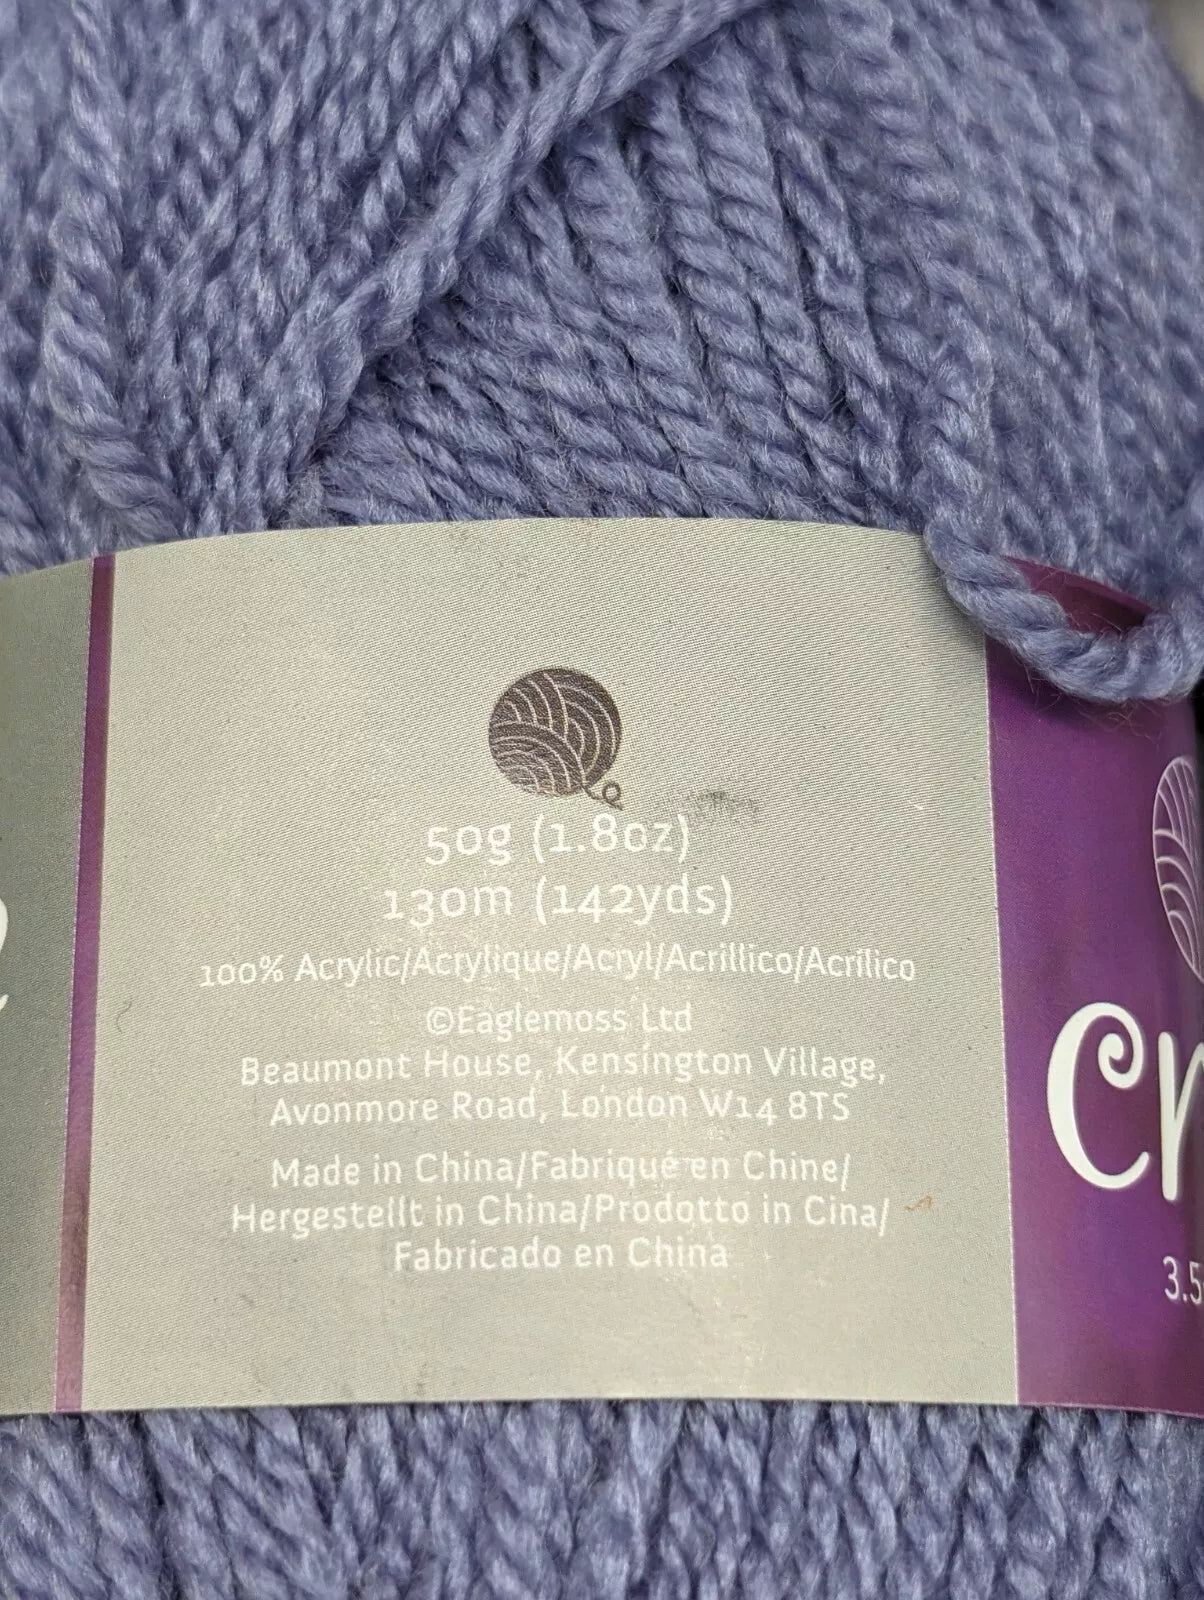 50g (1.8oz)
130m (142yds)
100% Acrylic/Acrylique/Acryl/Acrillico/Acrilico
©Eaglemoss Ltd
Beaumont House, Kensington Village,
Avonmore Road, London W14 8TS
Made in China/Fabriqué en Chine/
Hergestellt in China/Prodotto in Cina/
Fabricado en China